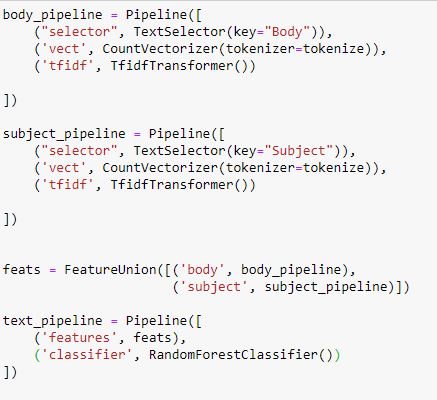 body_pipeline = Pipeline([
    ("selector", TextSelector(key="Body")),
    ('vect', CountVectorizer(tokenizer=tokenize)),
    ('tfidf', TfidfTransformer())
])
subject_pipeline = Pipeline([
    ("selector", TextSelector(key="Subject")),
    ('vect', CountVectorizer(tokenizer=tokenize)),
    ('tfidf', TfidfTransformer())
])
feats = FeatureUnion([('body', body_pipeline),
                      ('subject', subject_pipeline)])
text_pipeline = Pipeline([
    ('features', feats),
    ('classifier', RandomForestClassifier())
])